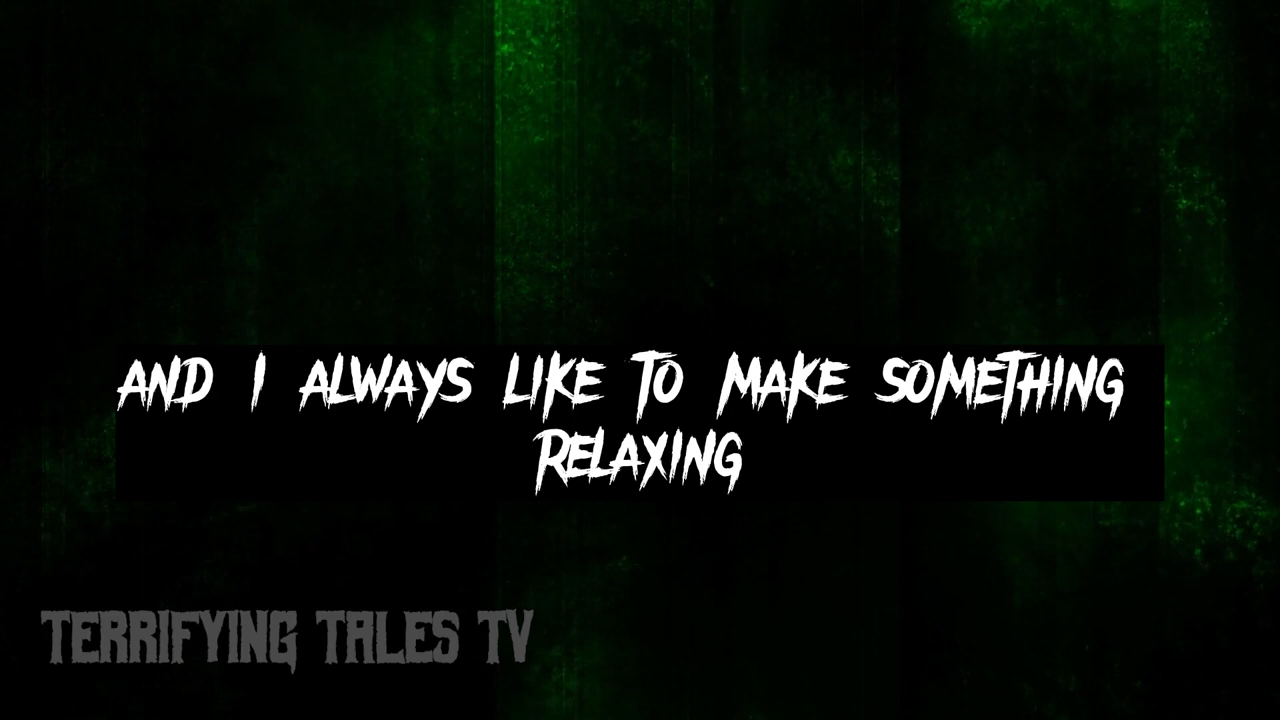 AND I ALWAYS LIKE TO MAKE SOMETHING
RELAXING
TERRIFYING TALES TV